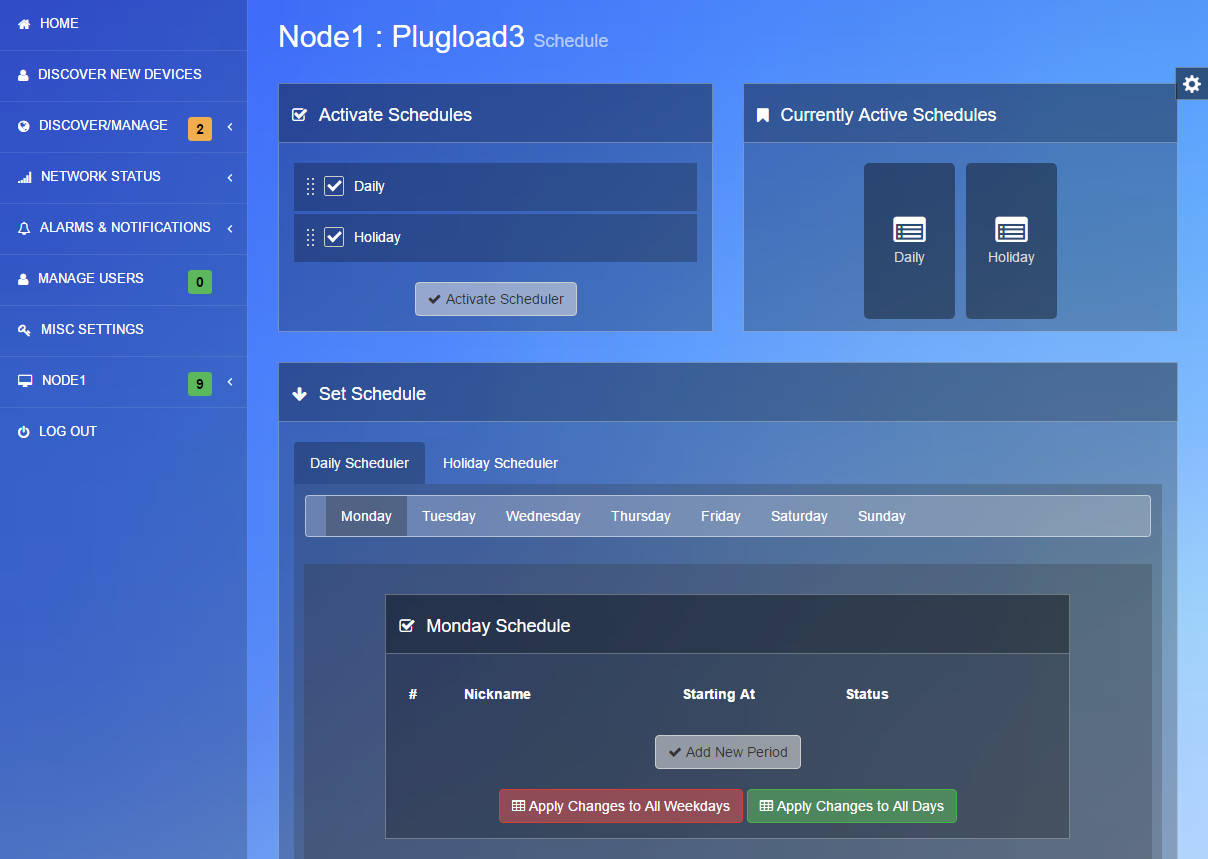 HOME
DISCOVER NEW DEVICES
DISCOVER/MANAGE 2
NETWORK STATUS
ALARMS & NOTIFICATIONS
MANAGE USERS 0
MISC SETTINGS
NODE1 9
LOG OUT
Node1 : Plugload3 Schedule
Activate Schedules
Daily
Holiday
Activate Scheduler
Currently Active Schedules
Daily
Holiday
Set Schedule
Daily Scheduler Holiday Scheduler
Monday Tuesday Wednesday Thursday Friday Saturday Sunday
Monday Schedule
# Nickname Starting At Status
Add New Period
Apply Changes to All Weekdays Apply Changes to All Days